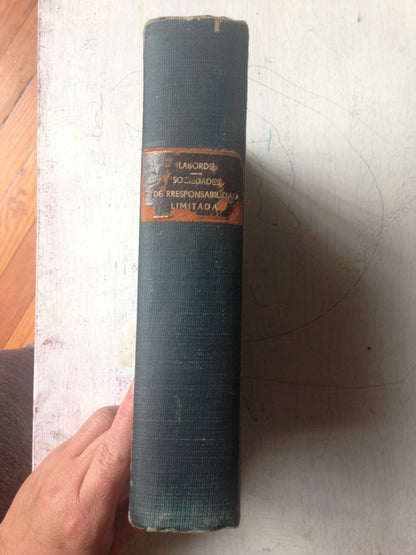 LABORDE
SOCIEDADES
DE RRESPONSABILIDAD
LIMITADA